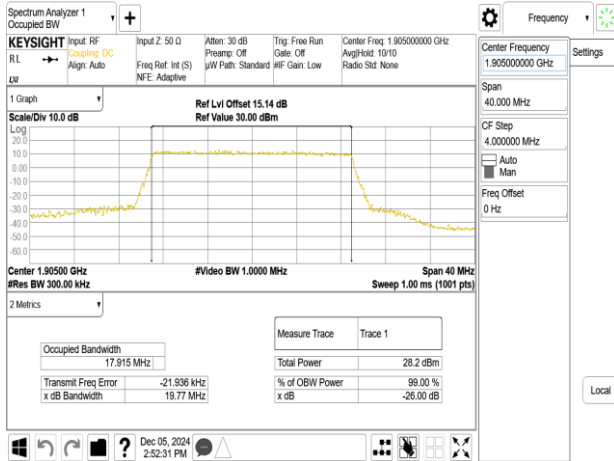 Spectrum Analyzer 1
Occupied BW
KEYSIGHT
RL
Input: RF
Coupling: DC
Align: Auto
Input Z: 50 Ω
Freq Ref: Int (S)
NFE: Adaptive
Atten: 30 dB
Preamp: Off
µW Path: Standard
Trig: Free Run
Gate: Off
#IF Gain: Low
Center Freq: 1.905000000 GHz
Avg|Hold: 10/10
Radio Std: None
1 Graph
Scale/Div 10.0 dB
Ref Lvl Offset 15.14 dB
Ref Value 30.00 dBm
Log
20.0
10.0
0.00
-10.0
-20.0
-30.0
-40.0
-50.0
-60.0
Center 1.90500 GHz
#Res BW 300.00 kHz
#Video BW 1.0000 MHz
Span 40 MHz
Sweep 1.00 ms (1001 pts)
2 Metrics
Occupied Bandwidth
17.915 MHz
Transmit Freq Error -21.936 kHz
x dB Bandwidth 19.77 MHz
Measure Trace Trace 1
Total Power 28.2 dBm
% of OBW Power 99.00 %
x dB -26.00 dB
Dec 05, 2024
2:52:31 PM
Frequency
Center Frequency
1.905000000 GHz
Span
40.000 MHz
CF Step
4.000000 MHz
Auto
Man
Freq Offset
0 Hz
Settings
Local